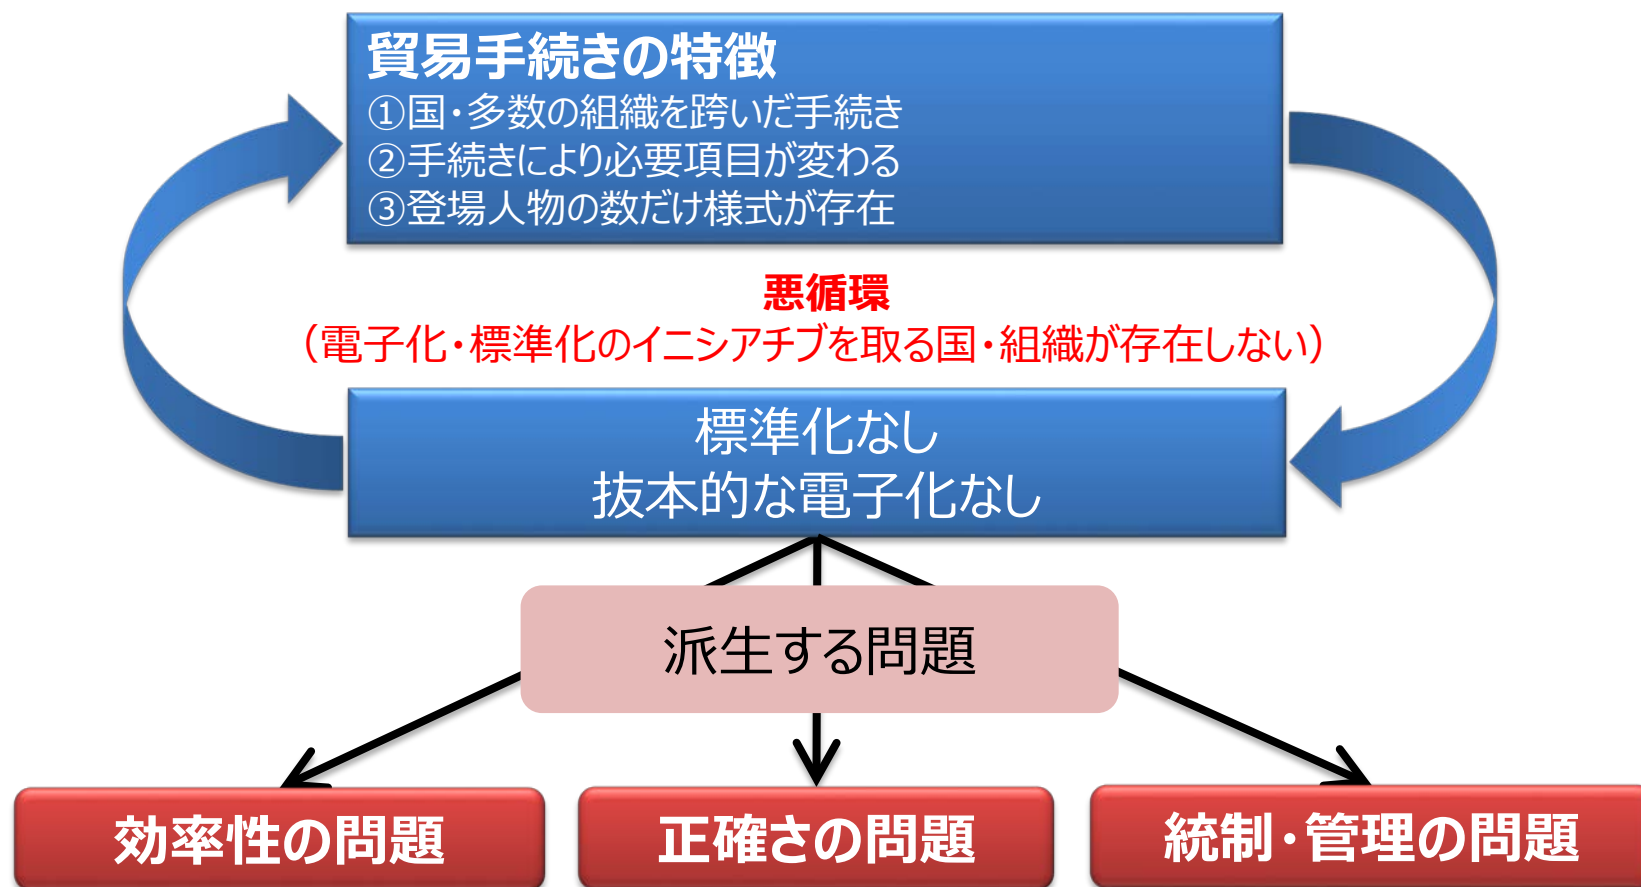 貿易手続きの特徴
①国・多数の組織を跨いだ手続き
②手続きにより必要項目が変わる
③登場人物の数だけ様式が存在
悪循環
（電子化・標準化のイニシアチブを取る国・組織が存在しない）
標準化なし
抜本的な電子化なし
派生する問題
効率性の問題
正確さの問題
統制・管理の問題